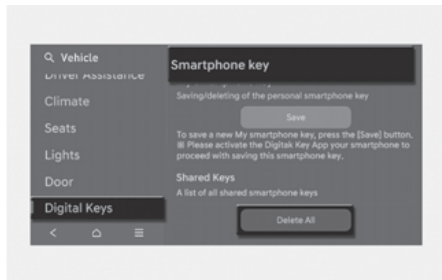 Vehicle
Driver Assistance
Climate
Seats
Lights
Door
Digital Keys
Smartphone key
Saving/deleting of the personal smartphone key
Save
To save a new My smartphone key, press the [Save] button.
※ Please activate the Digitak Key App your smartphone to
proceed with saving this smartphone key.
Shared Keys
A list of all shared smartphone keys
Delete All